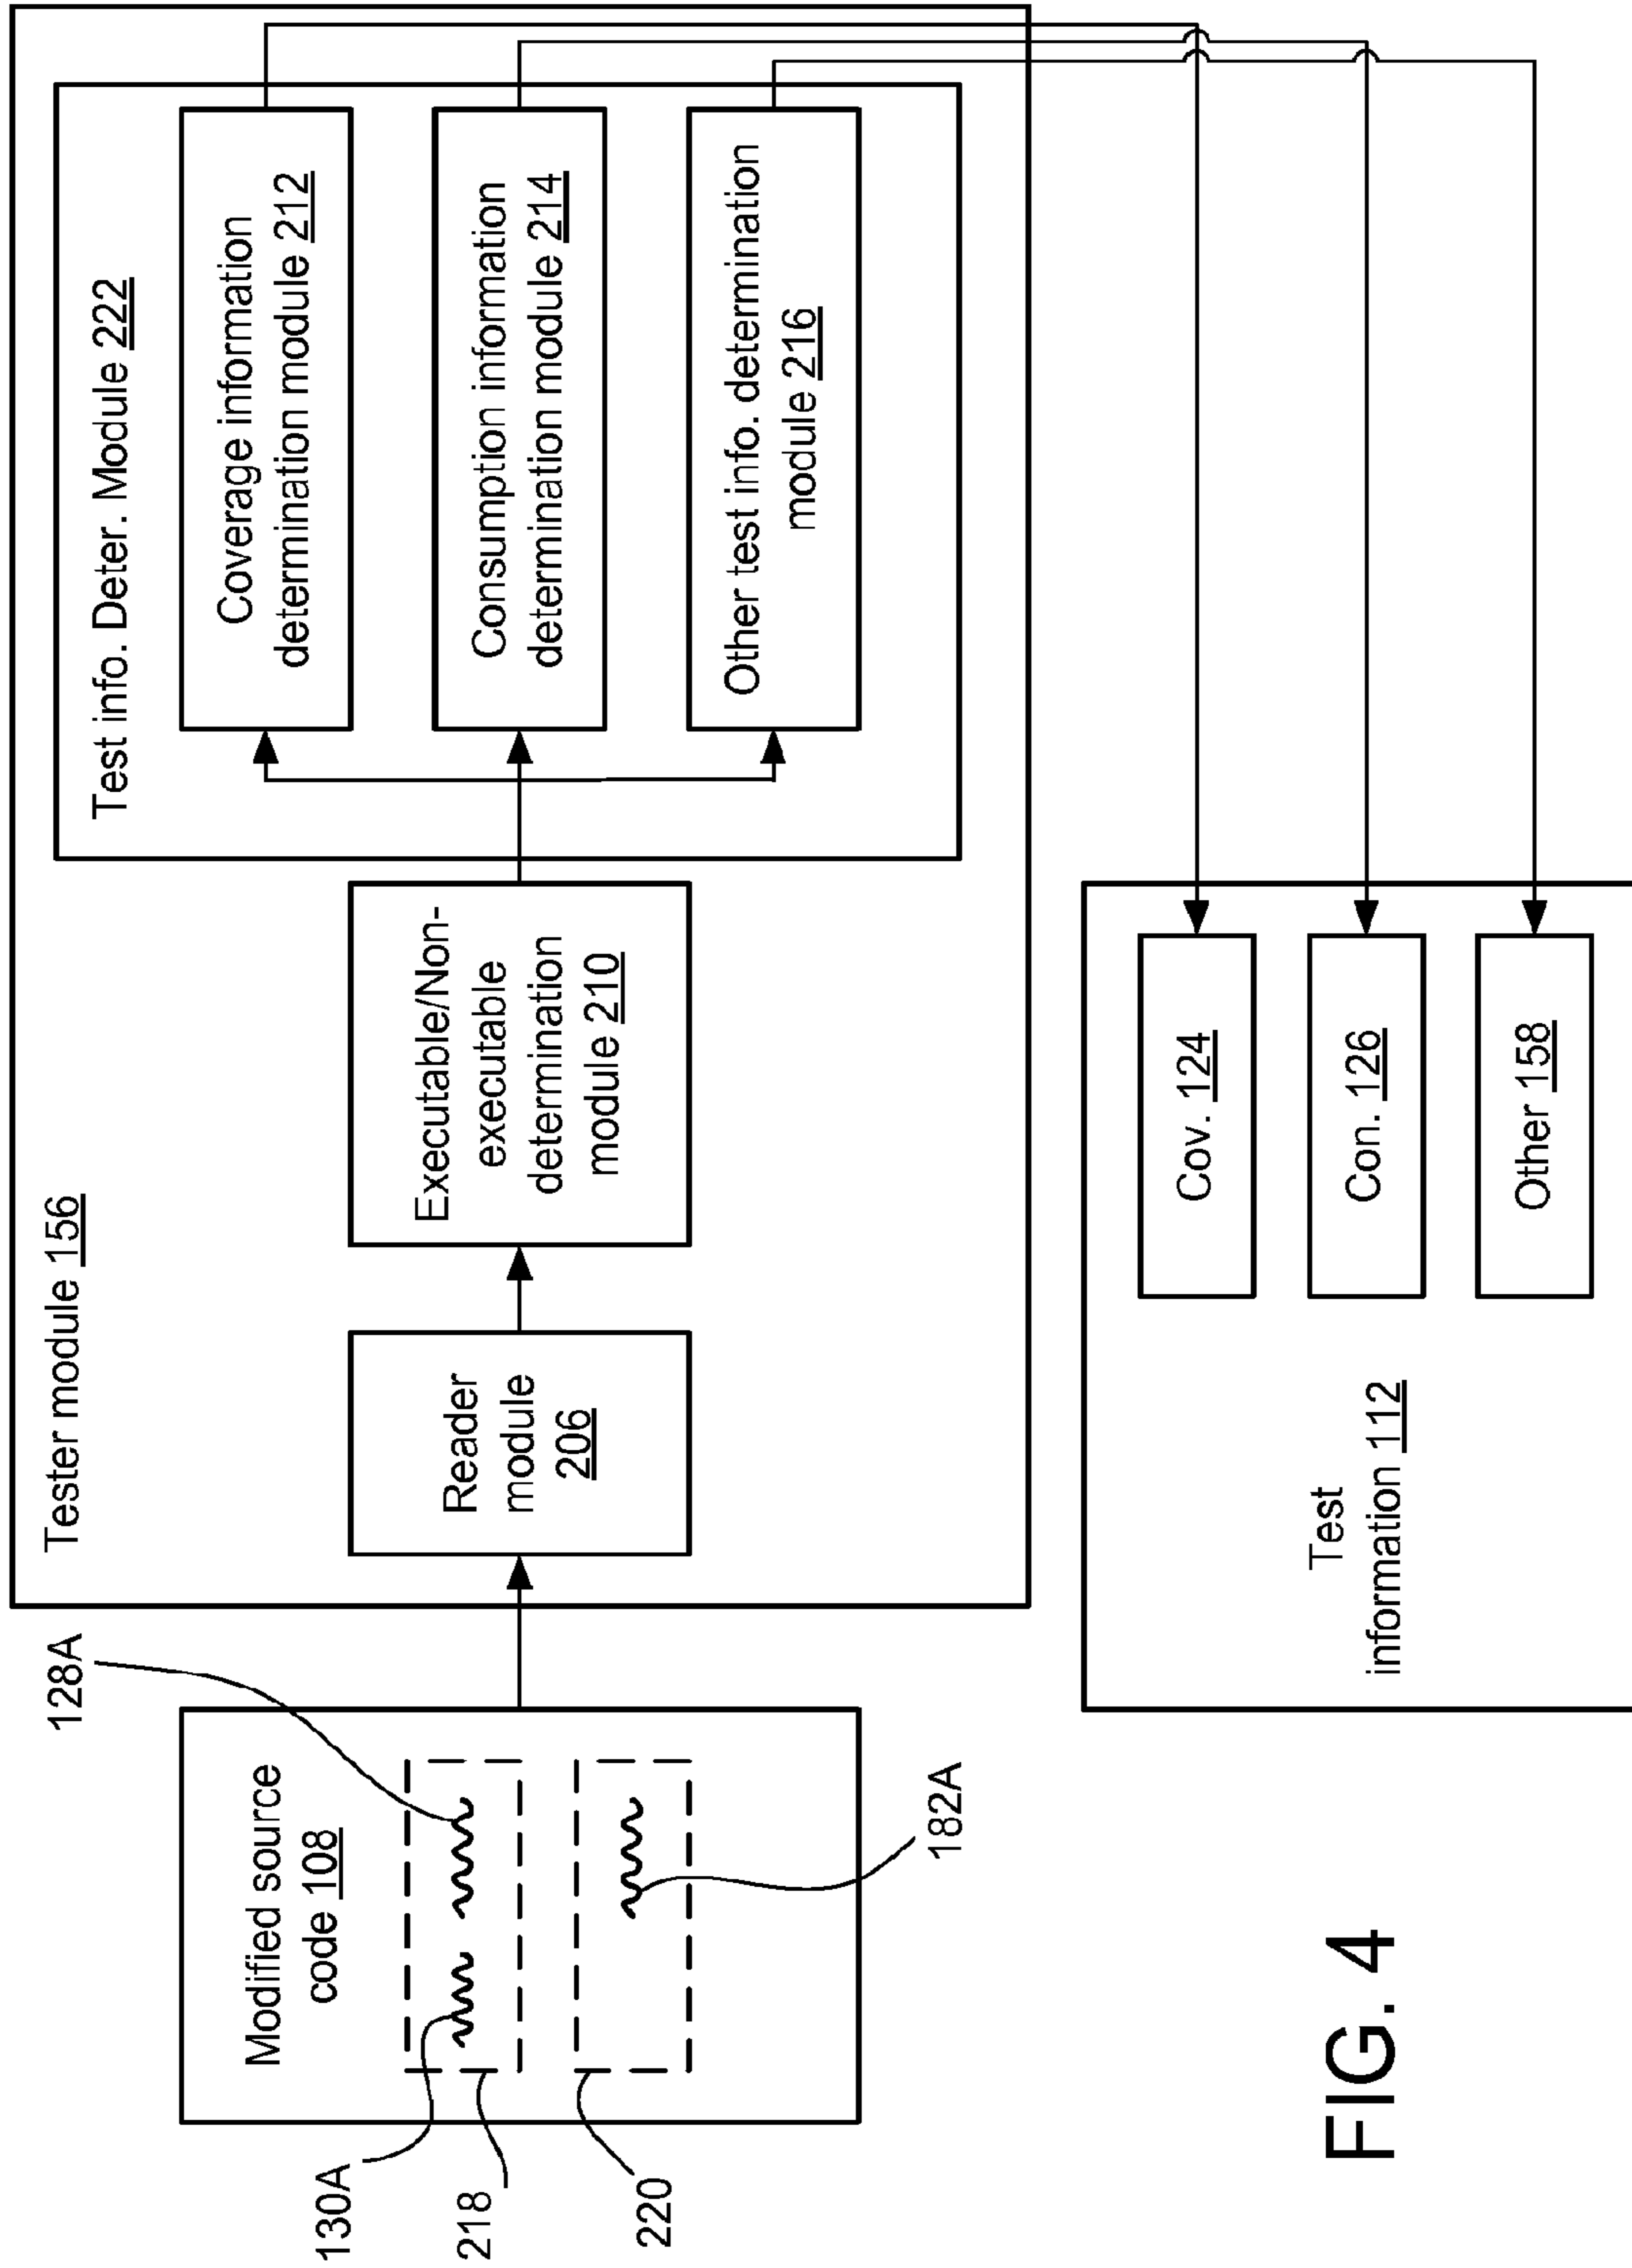 Tester module 156
Test info. Deter. Module 222
Coverage information
determination module 212
Consumption information
determination module 214
Other test info. determination
module 216
Executable/Non-
executable
determination
module 210
Reader
module
206
128A
Modified source
code 108
130A
218
220
182A
Test
information 112
Cov. 124
Con. 126
Other 158
FIG. 4